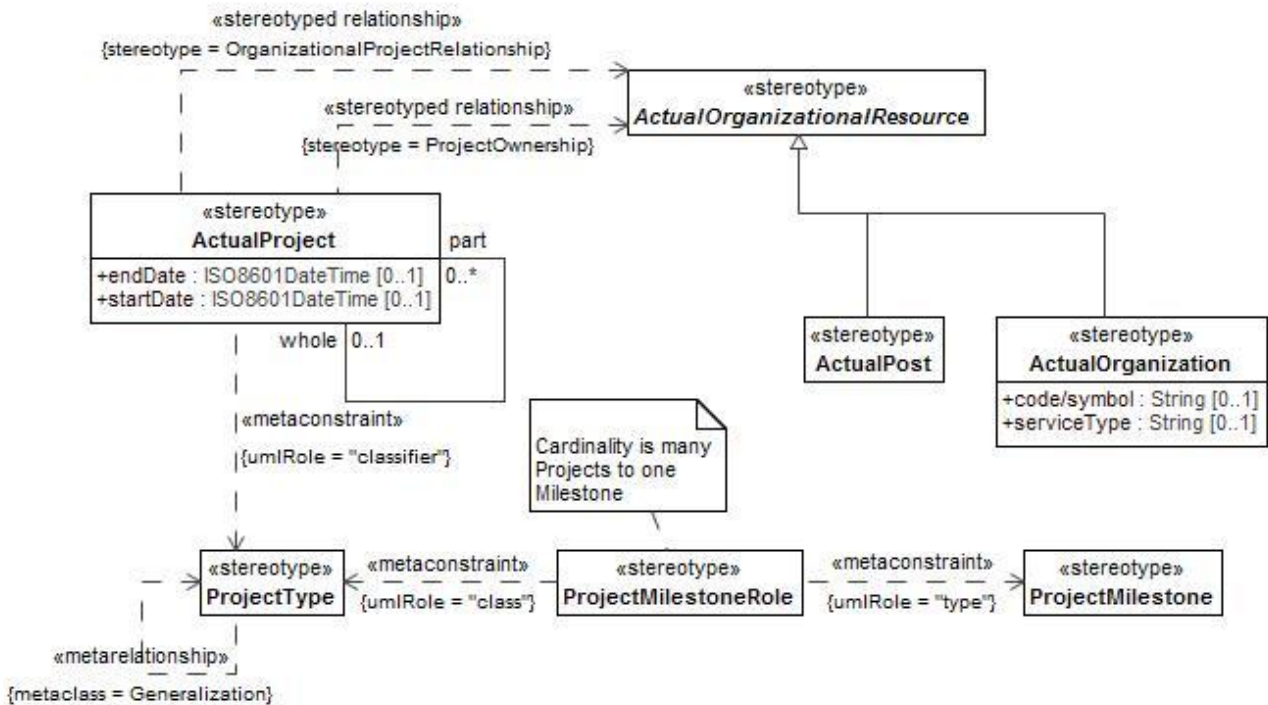 «stereotyped relationship»
{stereotype = OrganizationalProjectRelationship}
«stereotype»
ActualOrganizationalResource
«stereotyped relationship»
{stereotype = ProjectOwnership}
«stereotype»
ActualProject
part
+endDate : ISO8601DateTime [0..1]
0..*
+startDate : ISO8601DateTime [0..1]
whole
0..1
«stereotype»
ActualPost
«stereotype»
ActualOrganization
+code/symbol : String [0..1]
+serviceType : String [0..1]
«metaconstraint»
{umlRole = "classifier"}
Cardinality is many
Projects to one
Milestone
«stereotype»
ProjectType
«metaconstraint»
{umlRole = "class"}
«stereotype»
ProjectMilestoneRole
«metaconstraint»
{umlRole = "type"}
«stereotype»
ProjectMilestone
«metarelationship»
{metaclass = Generalization}